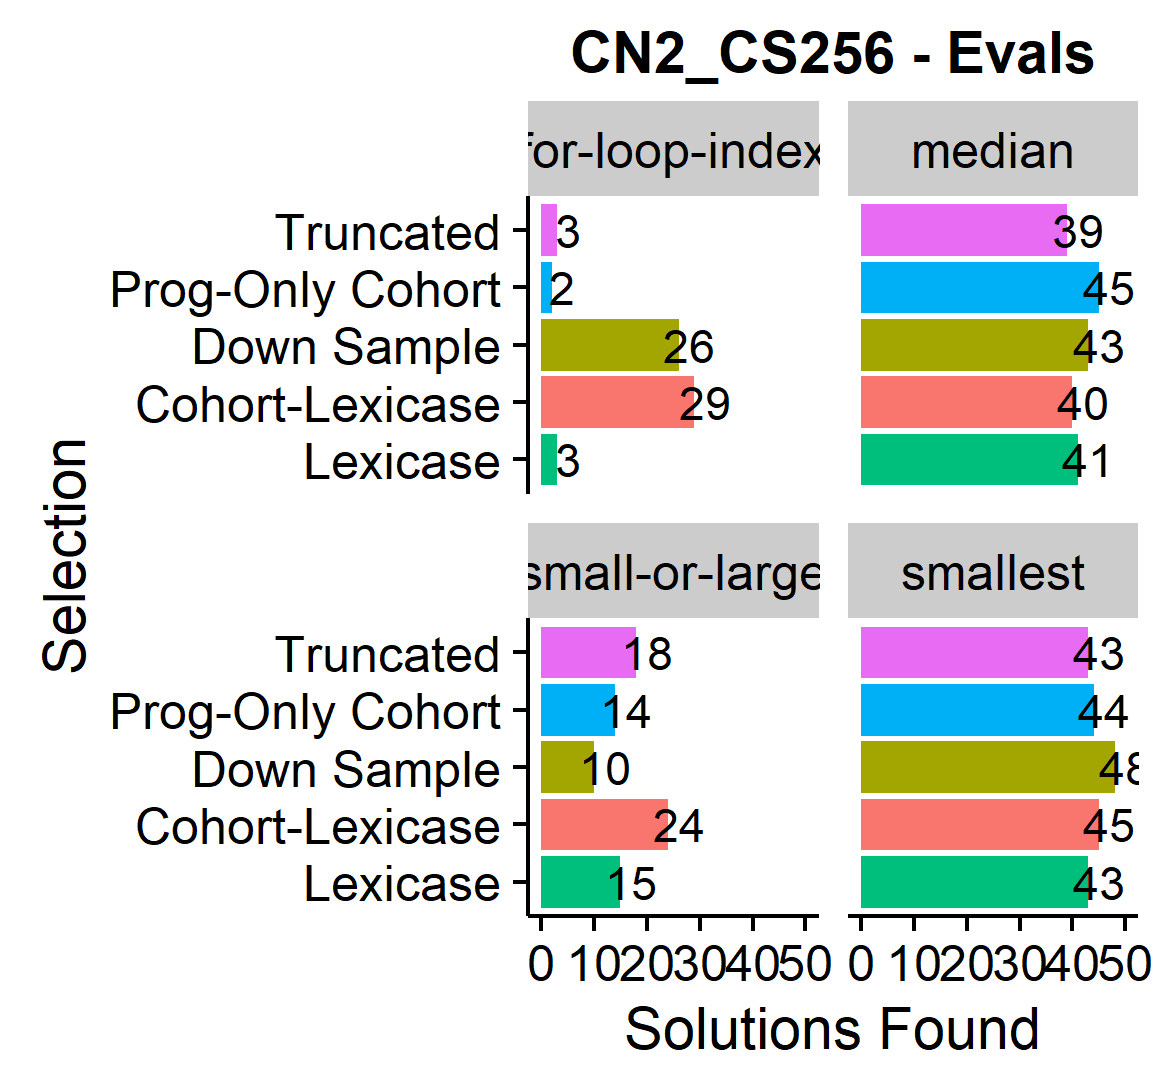 CN2_CS256 - Evals
for-loop-index
median
Truncated
3
39
Prog-Only Cohort
2
45
Down Sample
26
43
Cohort-Lexicase
29
40
Lexicase
3
41
Selection
small-or-large
smallest
Truncated
18
43
Prog-Only Cohort
14
44
Down Sample
10
48
Cohort-Lexicase
24
45
Lexicase
15
43
0 10 20 30 40 50
0 10 20 30 40 50
Solutions Found